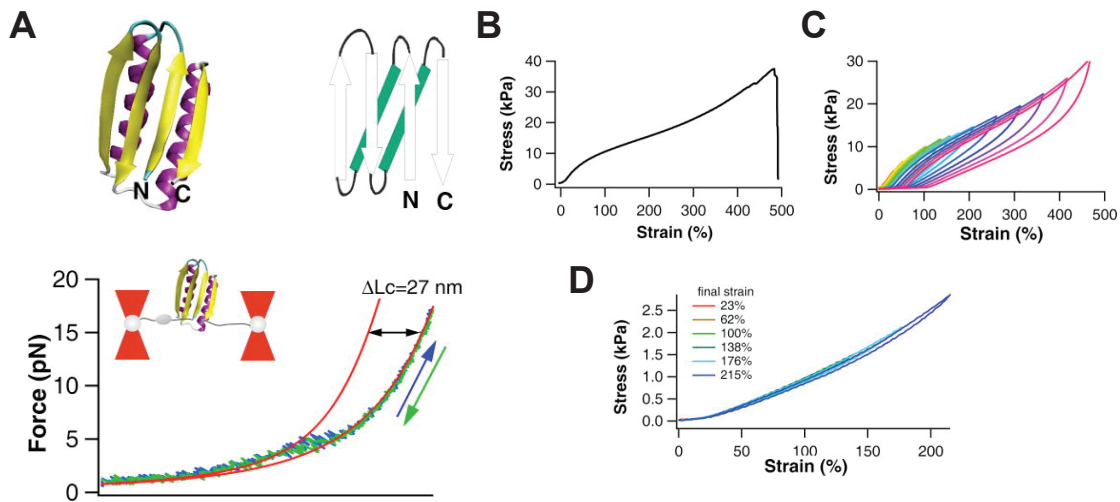 A
N
C
N C
20
15
10
5
0
Force (pN)
ΔLc=27 nm
B
40
30
20
10
0
Stress (kPa)
0 100 200 300 400 500
Strain (%)
C
30
20
10
0
Stress (kPa)
0 100 200 300 400 500
Strain (%)
D
2.5
2.0
1.5
1.0
0.5
0.0
Stress (kPa)
final strain
23%
62%
100%
138%
176%
215%
0 50 100 150 200
Strain (%)